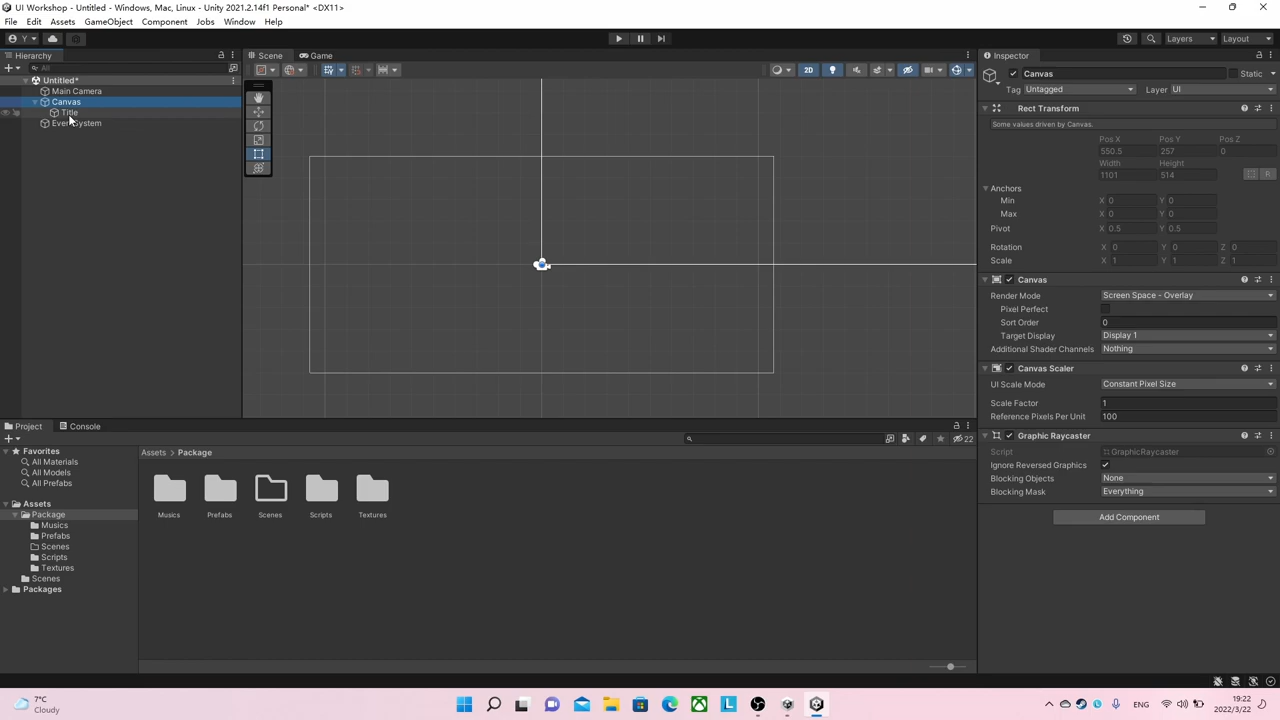 UI Workshop - Untitled - Windows, Mac, Linux - Unity 2021.2.14f1 Personal* <DX11>
File Edit Assets GameObject Component Jobs Window Help
Y Layers Layout
Hierarchy
All
Untitled*
Main Camera
Canvas
Title
EventSystem
Scene Game
2D
Inspector
Canvas Static
Tag Untagged Layer UI
Rect Transform
Some values driven by Canvas.
Pos X Pos Y Pos Z
550.5 257 0
Width Height
1101 514
R
Anchors
Min X 0 Y 0
Max X 0 Y 0
Pivot X 0.5 Y 0.5
Rotation X 0 Y 0 Z 0
Scale X 1 Y 1 Z 1
Canvas
Render Mode Screen Space - Overlay
Pixel Perfect
Sort Order 0
Target Display Display 1
Additional Shader Channels Nothing
Canvas Scaler
UI Scale Mode Constant Pixel Size
Scale Factor 1
Reference Pixels Per Unit 100
Graphic Raycaster
Script GraphicRaycaster
Ignore Reversed Graphics
Blocking Objects None
Blocking Mask Everything
Add Component
Project Console
22
Favorites
All Materials
All Models
All Prefabs
Assets
Package
Musics
Prefabs
Scenes
Scripts
Textures
Scenes
Packages
Assets > Package
Musics Prefabs Scenes Scripts Textures
7°C
Cloudy
L
19:22
2022/3/22